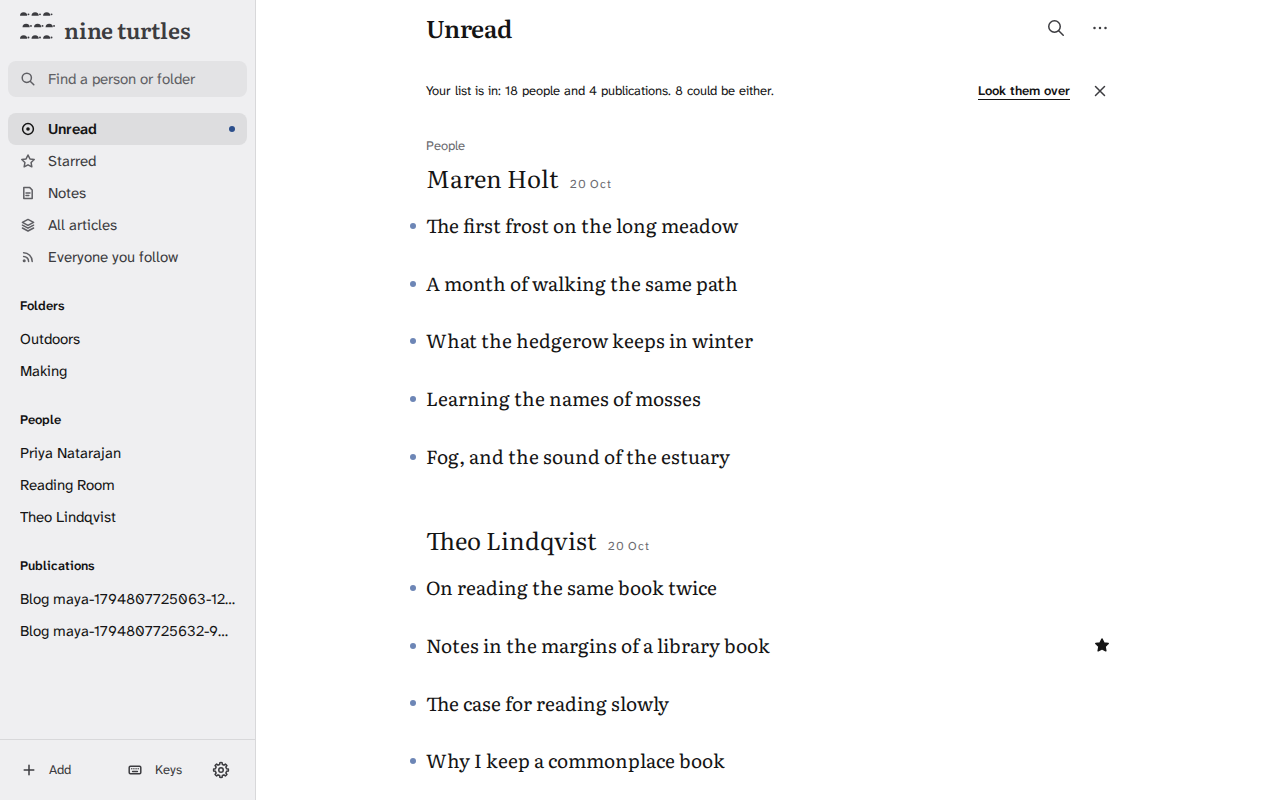 nine turtles
Find a person or folder
Unread
Starred
Notes
All articles
Everyone you follow
Folders
Outdoors
Making
People
Priya Natarajan
Reading Room
Theo Lindqvist
Publications
Blog maya-1794807725063-12...
Blog maya-1794807725632-9...
Add
Keys
Unread
Your list is in: 18 people and 4 publications. 8 could be either.
Look them over
People
Maren Holt 20 Oct
The first frost on the long meadow
A month of walking the same path
What the hedgerow keeps in winter
Learning the names of mosses
Fog, and the sound of the estuary
Theo Lindqvist 20 Oct
On reading the same book twice
Notes in the margins of a library book
The case for reading slowly
Why I keep a commonplace book